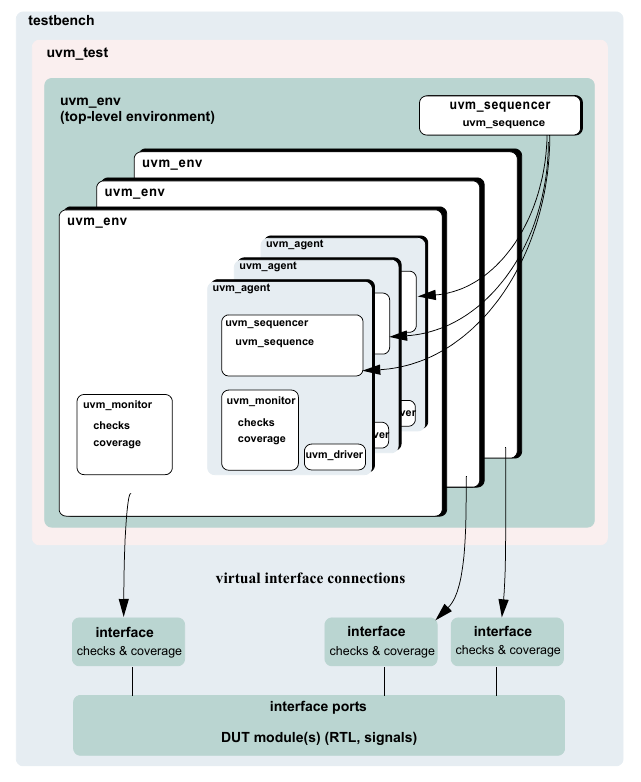 testbench
uvm_test
uvm_env
(top-level environment)
uvm_sequencer
uvm_sequence
uvm_env
uvm_env
uvm_env
uvm_agent
uvm_agent
uvm_agent
uvm_sequencer
uvm_sequence
uvm_monitor
checks
coverage
uvm_monitor
checks
coverage
ver
ver
uvm_driver
virtual interface connections
interface
checks & coverage
interface
checks & coverage
interface
checks & coverage
interface ports
DUT module(s) (RTL, signals)